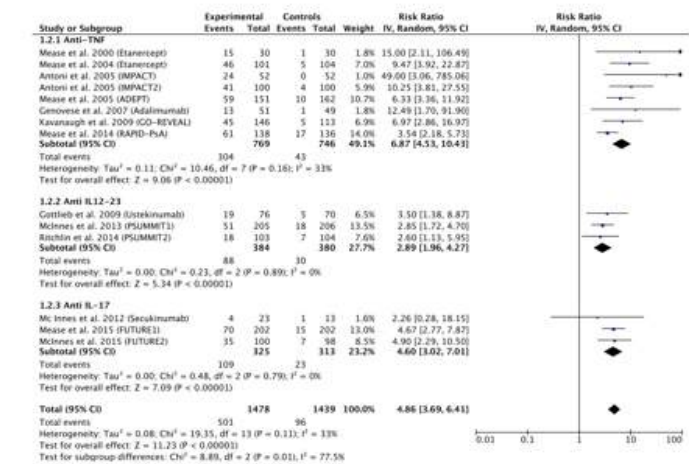 Experimental Controls Risk Ratio Risk Ratio
Study or Subgroup Events Total Events Total Weight IV, Random, 95% CI IV, Random, 95% CI
1.2.1 Anti-TNF
Mease et al. 2000 (Etanercept) 15 30 1 30 1.8% 15.00 [2.11, 106.49]
Mease et al. 2004 (Etanercept) 46 101 5 104 7.0% 9.47 [3.92, 22.87]
Antoni et al. 2005 (IMPACT) 24 52 0 52 0.9% 49.00 [3.06, 785.06]
Antoni et al. 2005 (IMPACT2) 41 100 4 100 5.9% 10.25 [3.81, 27.55]
Mease et al. 2005 (ADEPT) 59 151 10 162 10.7% 6.33 [3.36, 11.92]
Genovese et al. 2007 (Adalimumab) 13 51 1 49 1.8% 12.49 [1.70, 91.90]
Kavanaugh et al. 2009 (GO-REVEAL) 45 146 5 113 6.9% 6.97 [2.86, 16.97]
Mease et al. 2014 (RAPID-PsA) 61 138 17 136 14.0% 3.54 [2.18, 5.73]
Subtotal (95% CI) 769 746 49.1% 6.87 [4.53, 10.43]
Total events 304 43
Heterogeneity: Tau² = 0.11; Chi² = 10.46, df = 7 (P = 0.16); I² = 33%
Test for overall effect: Z = 9.06 (P < 0.00001)
1.2.2 Anti IL12-23
Gottlieb et al. 2009 (Ustekinumab) 19 76 5 70 6.5% 3.50 [1.38, 8.87]
McInnes et al. 2013 (PSUMMIT1) 51 205 18 206 13.5% 2.85 [1.72, 4.70]
Ritchlin et al. 2014 (PSUMMIT2) 18 103 7 104 7.6% 2.60 [1.13, 5.95]
Subtotal (95% CI) 384 380 27.7% 2.89 [1.96, 4.27]
Total events 88 30
Heterogeneity: Tau² = 0.00; Chi² = 0.23, df = 2 (P = 0.89); I² = 0%
Test for overall effect: Z = 5.34 (P < 0.00001)
1.2.3 Anti IL-17
Mc Innes et al. 2012 (Secukinumab) 4 23 1 13 1.6% 2.26 [0.28, 18.15]
Mease et al. 2015 (FUTURE1) 70 202 15 202 13.0% 4.67 [2.77, 7.87]
McInnes et al. 2015 (FUTURE2) 35 100 7 98 8.5% 4.90 [2.29, 10.50]
Subtotal (95% CI) 325 313 23.2% 4.60 [3.02, 7.01]
Total events 109 23
Heterogeneity: Tau² = 0.00; Chi² = 0.48, df = 2 (P = 0.79); I² = 0%
Test for overall effect: Z = 7.09 (P < 0.00001)
Total (95% CI) 1478 1439 100.0% 4.86 [3.69, 6.41]
Total events 501 96
Heterogeneity: Tau² = 0.08; Chi² = 19.35, df = 13 (P = 0.11); I² = 33%
Test for overall effect: Z = 11.23 (P < 0.00001)
Test for subgroup differences: Chi² = 8.89, df = 2 (P = 0.01), I² = 77.5%
0.01 0.1 1 10 100